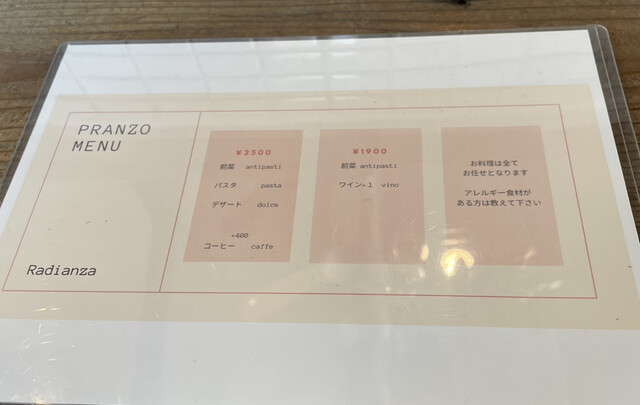 PRANZO
MENU
Radianza
¥2500
前菜 antipasti
パスタ pasta
デザート dolce
+400
コーヒー caffe
¥1900
前菜 antipasti
ワイン×1 vino
お料理は全て
お任せとなります
アレルギー食材が
ある方は教えて下さい